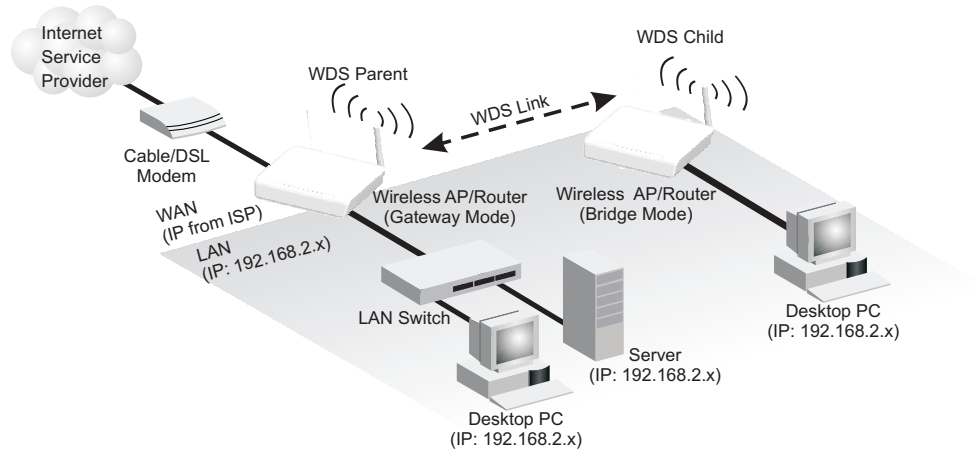 Internet
Service
Provider
WDS Parent
WDS Child
WDS Link
Cable/DSL
Modem
Wireless AP/Router
(Gateway Mode)
Wireless AP/Router
(Bridge Mode)
WAN
(IP from ISP)
LAN
(IP: 192.168.2.x)
LAN Switch
Desktop PC
(IP: 192.168.2.x)
Server
(IP: 192.168.2.x)
Desktop PC
(IP: 192.168.2.x)